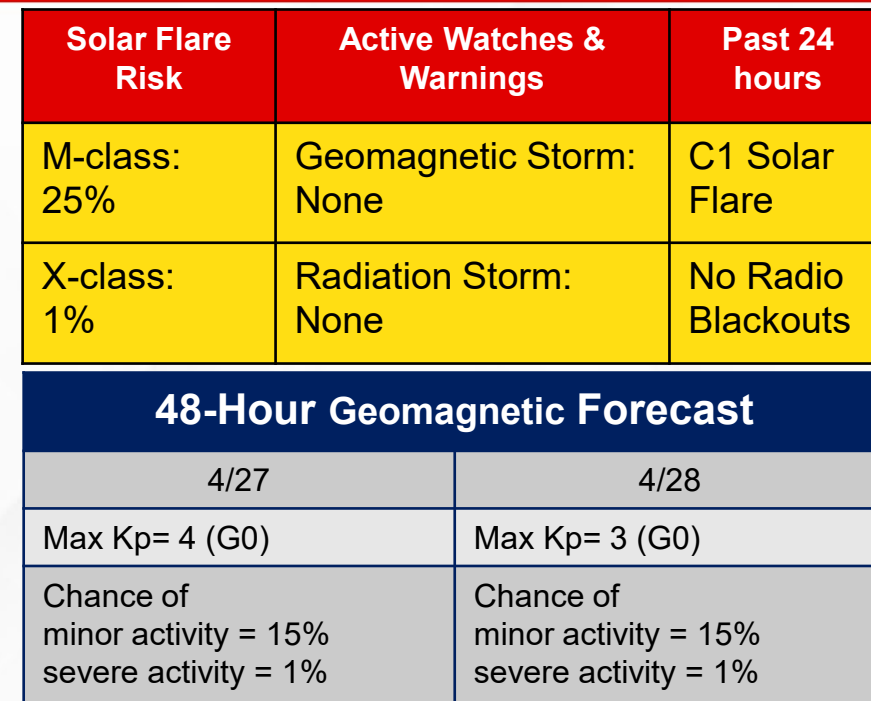 Solar Flare
Risk
Active Watches &
Warnings
Past 24
hours
M-class:
25%
Geomagnetic Storm:
None
C1 Solar
Flare
X-class:
1%
Radiation Storm:
None
No Radio
Blackouts
48-Hour Geomagnetic Forecast
4/27
4/28
Max Kp= 4 (G0)
Max Kp= 3 (G0)
Chance of
minor activity = 15%
severe activity = 1%
Chance of
minor activity = 15%
severe activity = 1%